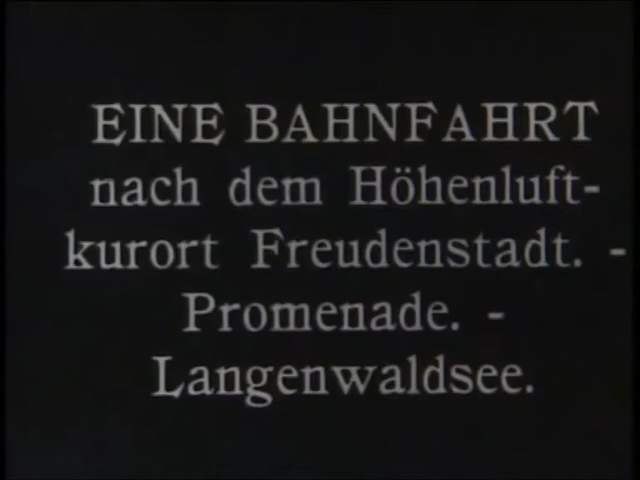 EINE BAHNFAHRT
nach dem Höhenluft-
kurort Freudenstadt. -
Promenade. -
Langenwaldsee.